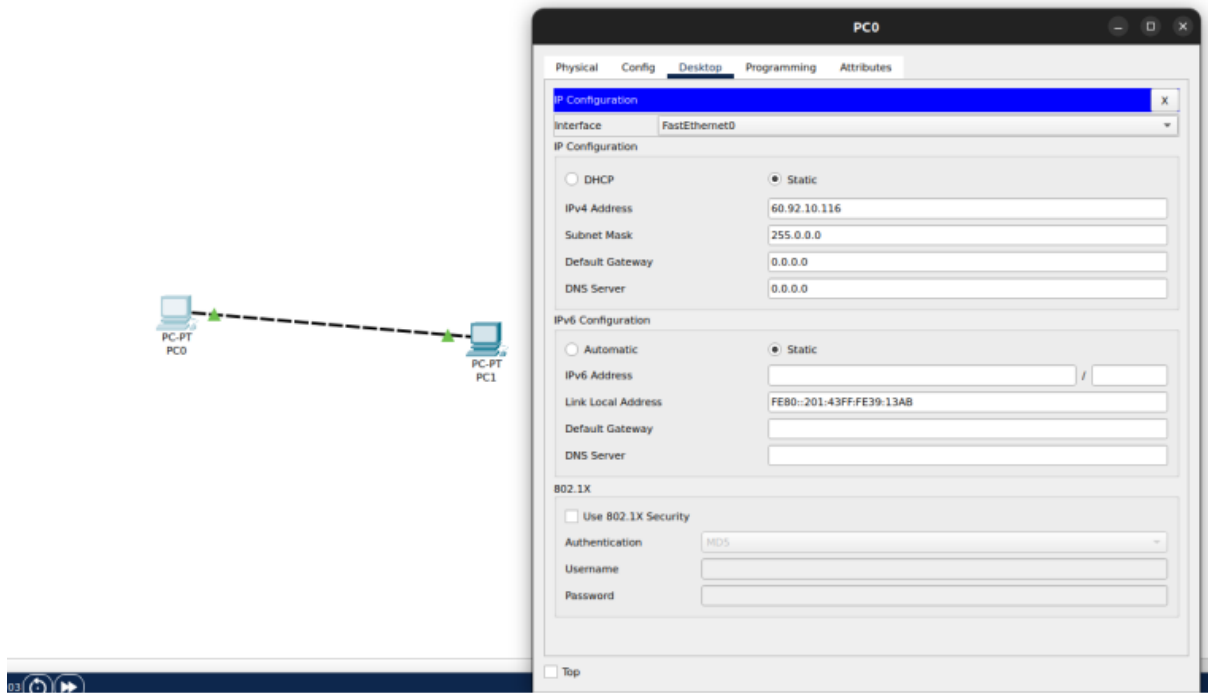 PC0
Physical Config Desktop Programming Attributes
IP Configuration X
Interface FastEthernet0
IP Configuration
DHCP Static
IPv4 Address 60.92.10.116
Subnet Mask 255.0.0.0
Default Gateway 0.0.0.0
DNS Server 0.0.0.0
IPv6 Configuration
Automatic Static
IPv6 Address /
Link Local Address FE80::201:43FF:FE39:13AB
Default Gateway
DNS Server
802.1X
Use 802.1X Security
Authentication MD5
Username
Password
Top
PC-PT
PC0
PC-PT
PC1
03